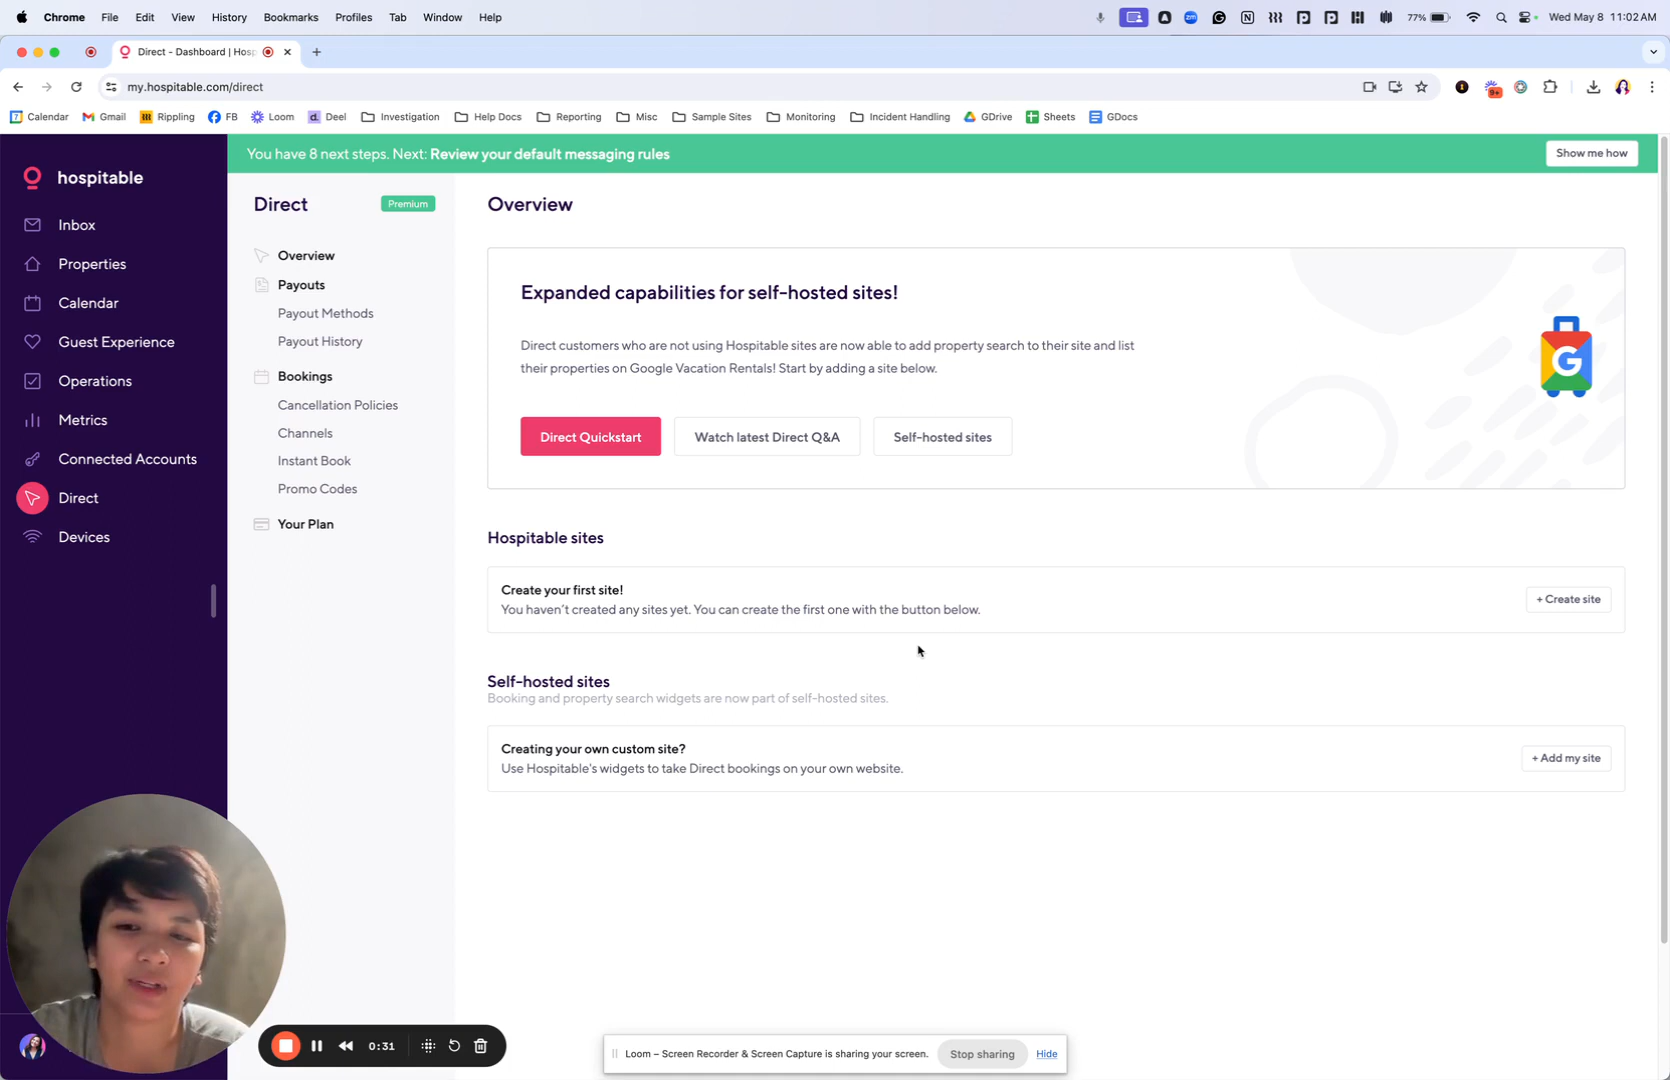 Chrome File Edit View History Bookmarks Profiles Tab Window Help
77% Wed May 8 11:02 AM
Direct - Dashboard | Hosp
my.hospitable.com/direct
9+
Calendar Gmail Rippling FB Loom Deel Investigation Help Docs Reporting Misc Sample Sites Monitoring Incident Handling GDrive Sheets GDocs
You have 8 next steps. Next: Review your default messaging rules
Show me how
hospitable
Inbox
Properties
Calendar
Guest Experience
Operations
Metrics
Connected Accounts
Direct
Devices
Direct Premium
Overview
Payouts
Payout Methods
Payout History
Bookings
Cancellation Policies
Channels
Instant Book
Promo Codes
Your Plan
Overview
Expanded capabilities for self-hosted sites!
Direct customers who are not using Hospitable sites are now able to add property search to their site and list
their properties on Google Vacation Rentals! Start by adding a site below.
Direct Quickstart Watch latest Direct Q&A Self-hosted sites
G
Hospitable sites
Create your first site!
You haven't created any sites yet. You can create the first one with the button below.
+ Create site
Self-hosted sites
Booking and property search widgets are now part of self-hosted sites.
Creating your own custom site?
Use Hospitable's widgets to take Direct bookings on your own website.
+ Add my site
0:31
Loom – Screen Recorder & Screen Capture is sharing your screen. Stop sharing Hide